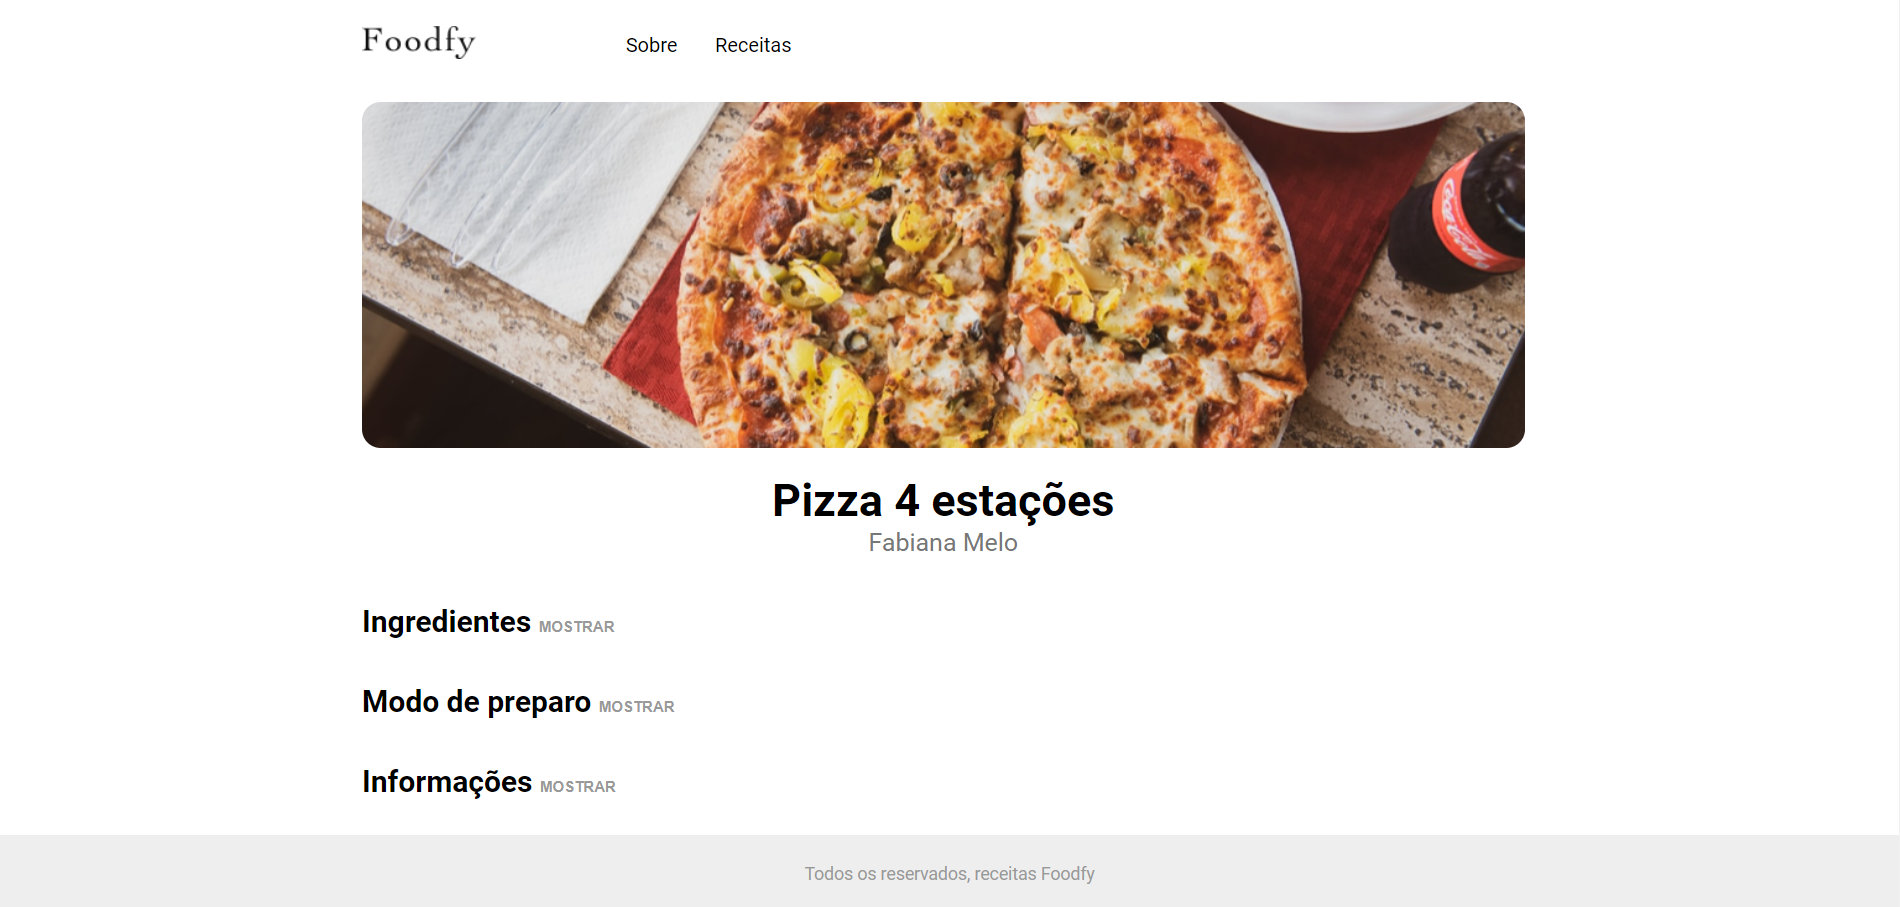 Foodfy
Sobre
Receitas
Coca-Cola
Pizza 4 estações
Fabiana Melo
Ingredientes MOSTRAR
Modo de preparo MOSTRAR
Informações MOSTRAR
Todos os reservados, receitas Foodfy